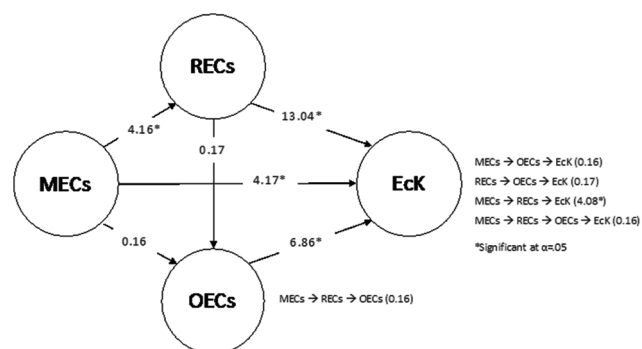 RECs
4.16*
13.04*
0.17
MECs
4.17*
EcK
0.16
6.86*
OECs
MECs → OECs → EcK (0.16)
RECs → OECs → EcK (0.17)
MECs → RECs → EcK (4.08*)
MECs → RECs → OECs → EcK (0.16)
*Significant at α=.05
MECs → RECs → OECs (0.16)